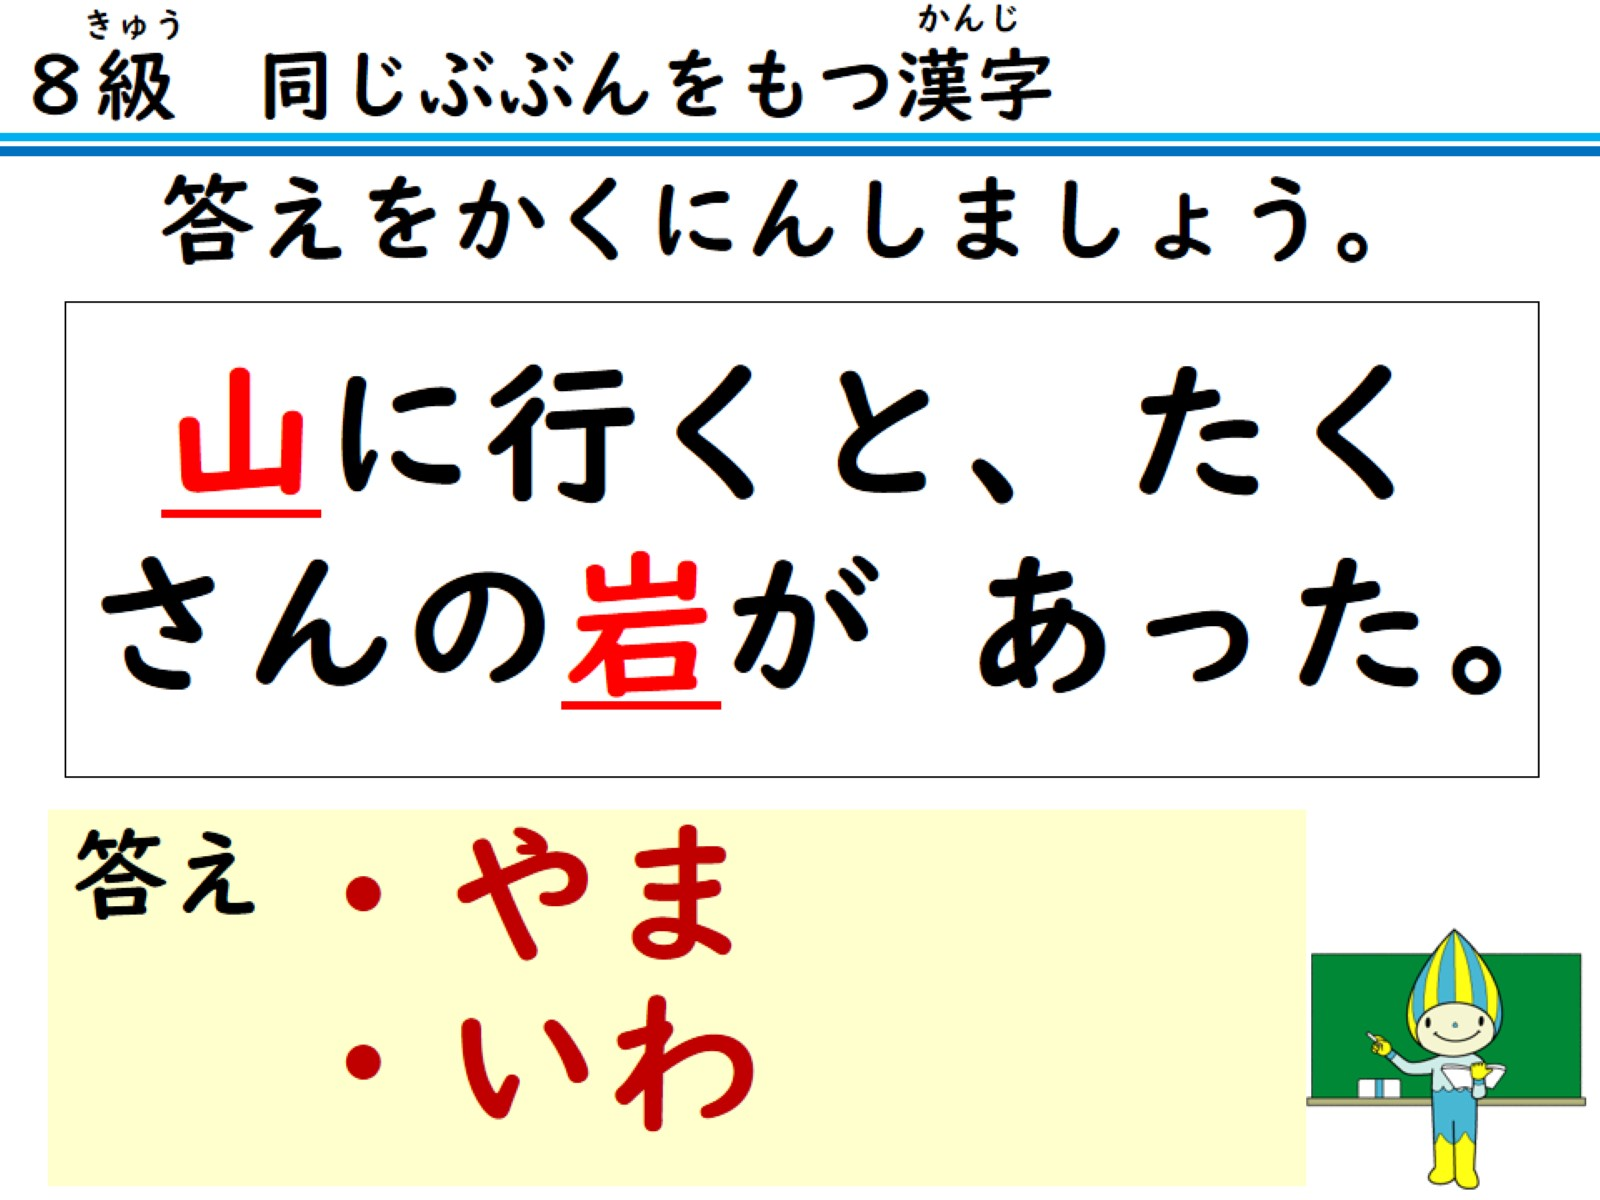 きゅう かんじ
8級　同じぶぶんをもつ漢字
答えをかくにんしましょう。
山に行くと、たく
さんの岩が あった。
答え ・やま
・いわ